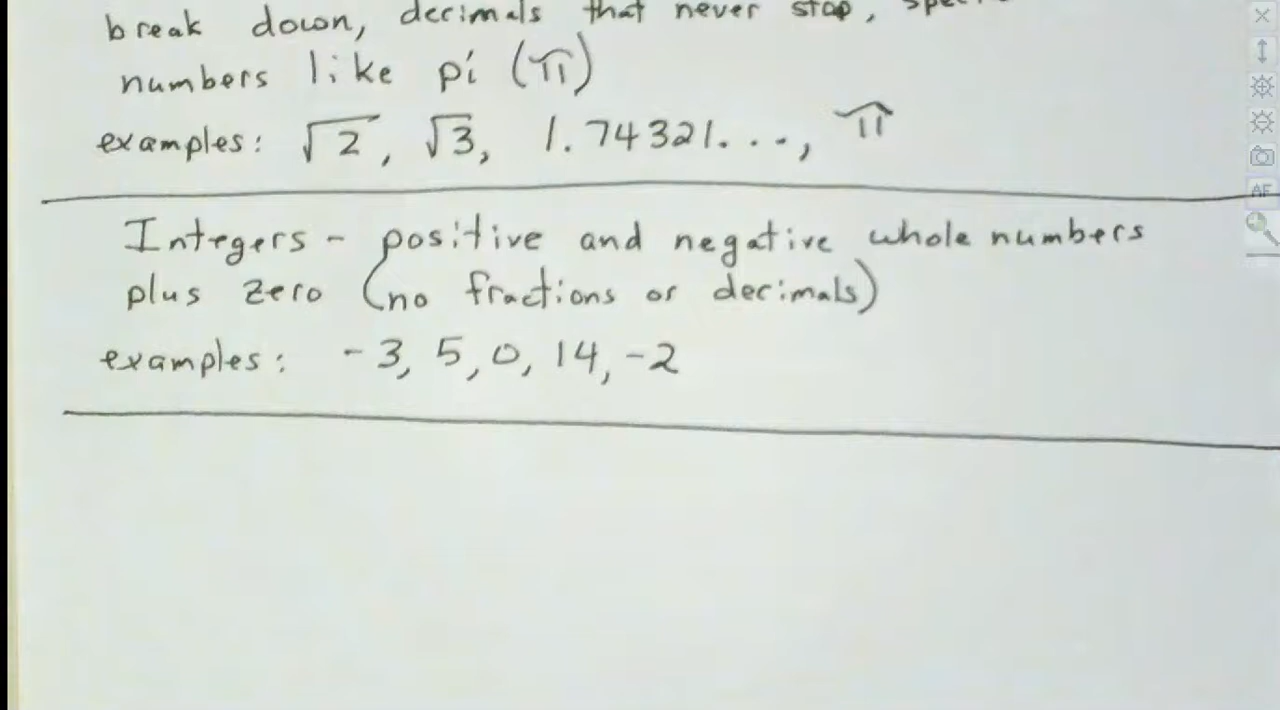 break down, decimals that never stop,
numbers like pi (π)
examples: √2, √3, 1.74321..., π
Integers - positive and negative whole numbers
plus zero (no fractions or decimals)
examples: -3, 5, 0, 14, -2
AF